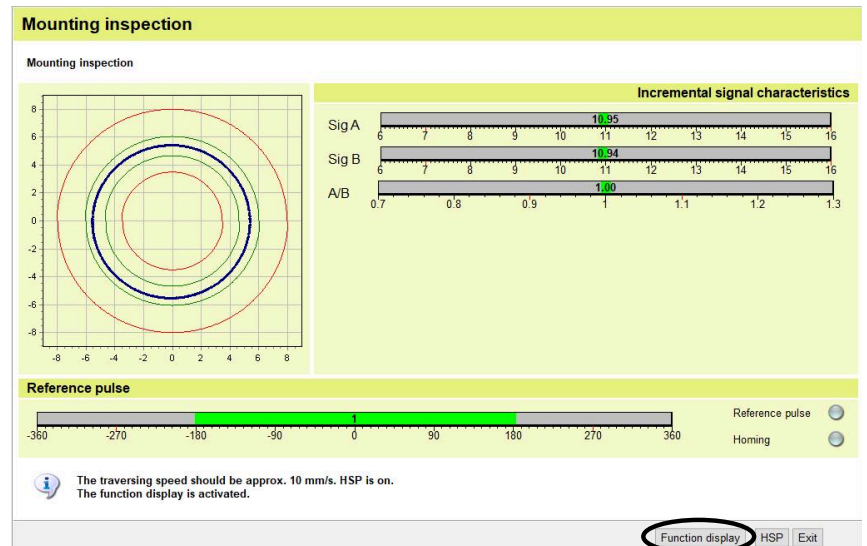 Mounting inspection
Mounting inspection
Incremental signal characteristics
8
6
4
2
0
-2
-4
-6
-8
-8 -6 -4 -2 0 2 4 6 8
Sig A
10.95
6 7 8 9 10 11 12 13 14 15 16
Sig B
10.94
6 7 8 9 10 11 12 13 14 15 16
A/B
1.00
0.7 0.8 0.9 1 1.1 1.2 1.3
Reference pulse
1
-360 -270 -180 -90 0 90 180 270 360
Reference pulse
Homing
The traversing speed should be approx. 10 mm/s. HSP is on.
The function display is activated.
Function display HSP Exit